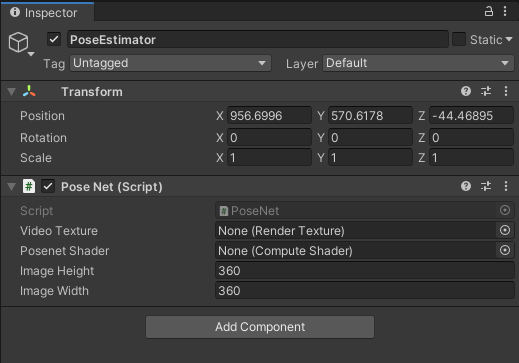 Inspector
PoseEstimator Static
Tag Untagged Layer Default
Transform
Position X 956.6996 Y 570.6178 Z -44.46895
Rotation X 0 Y 0 Z 0
Scale X 1 Y 1 Z 1
# Pose Net (Script)
Script # PoseNet
Video Texture None (Render Texture)
Posenet Shader None (Compute Shader)
Image Height 360
Image Width 360
Add Component